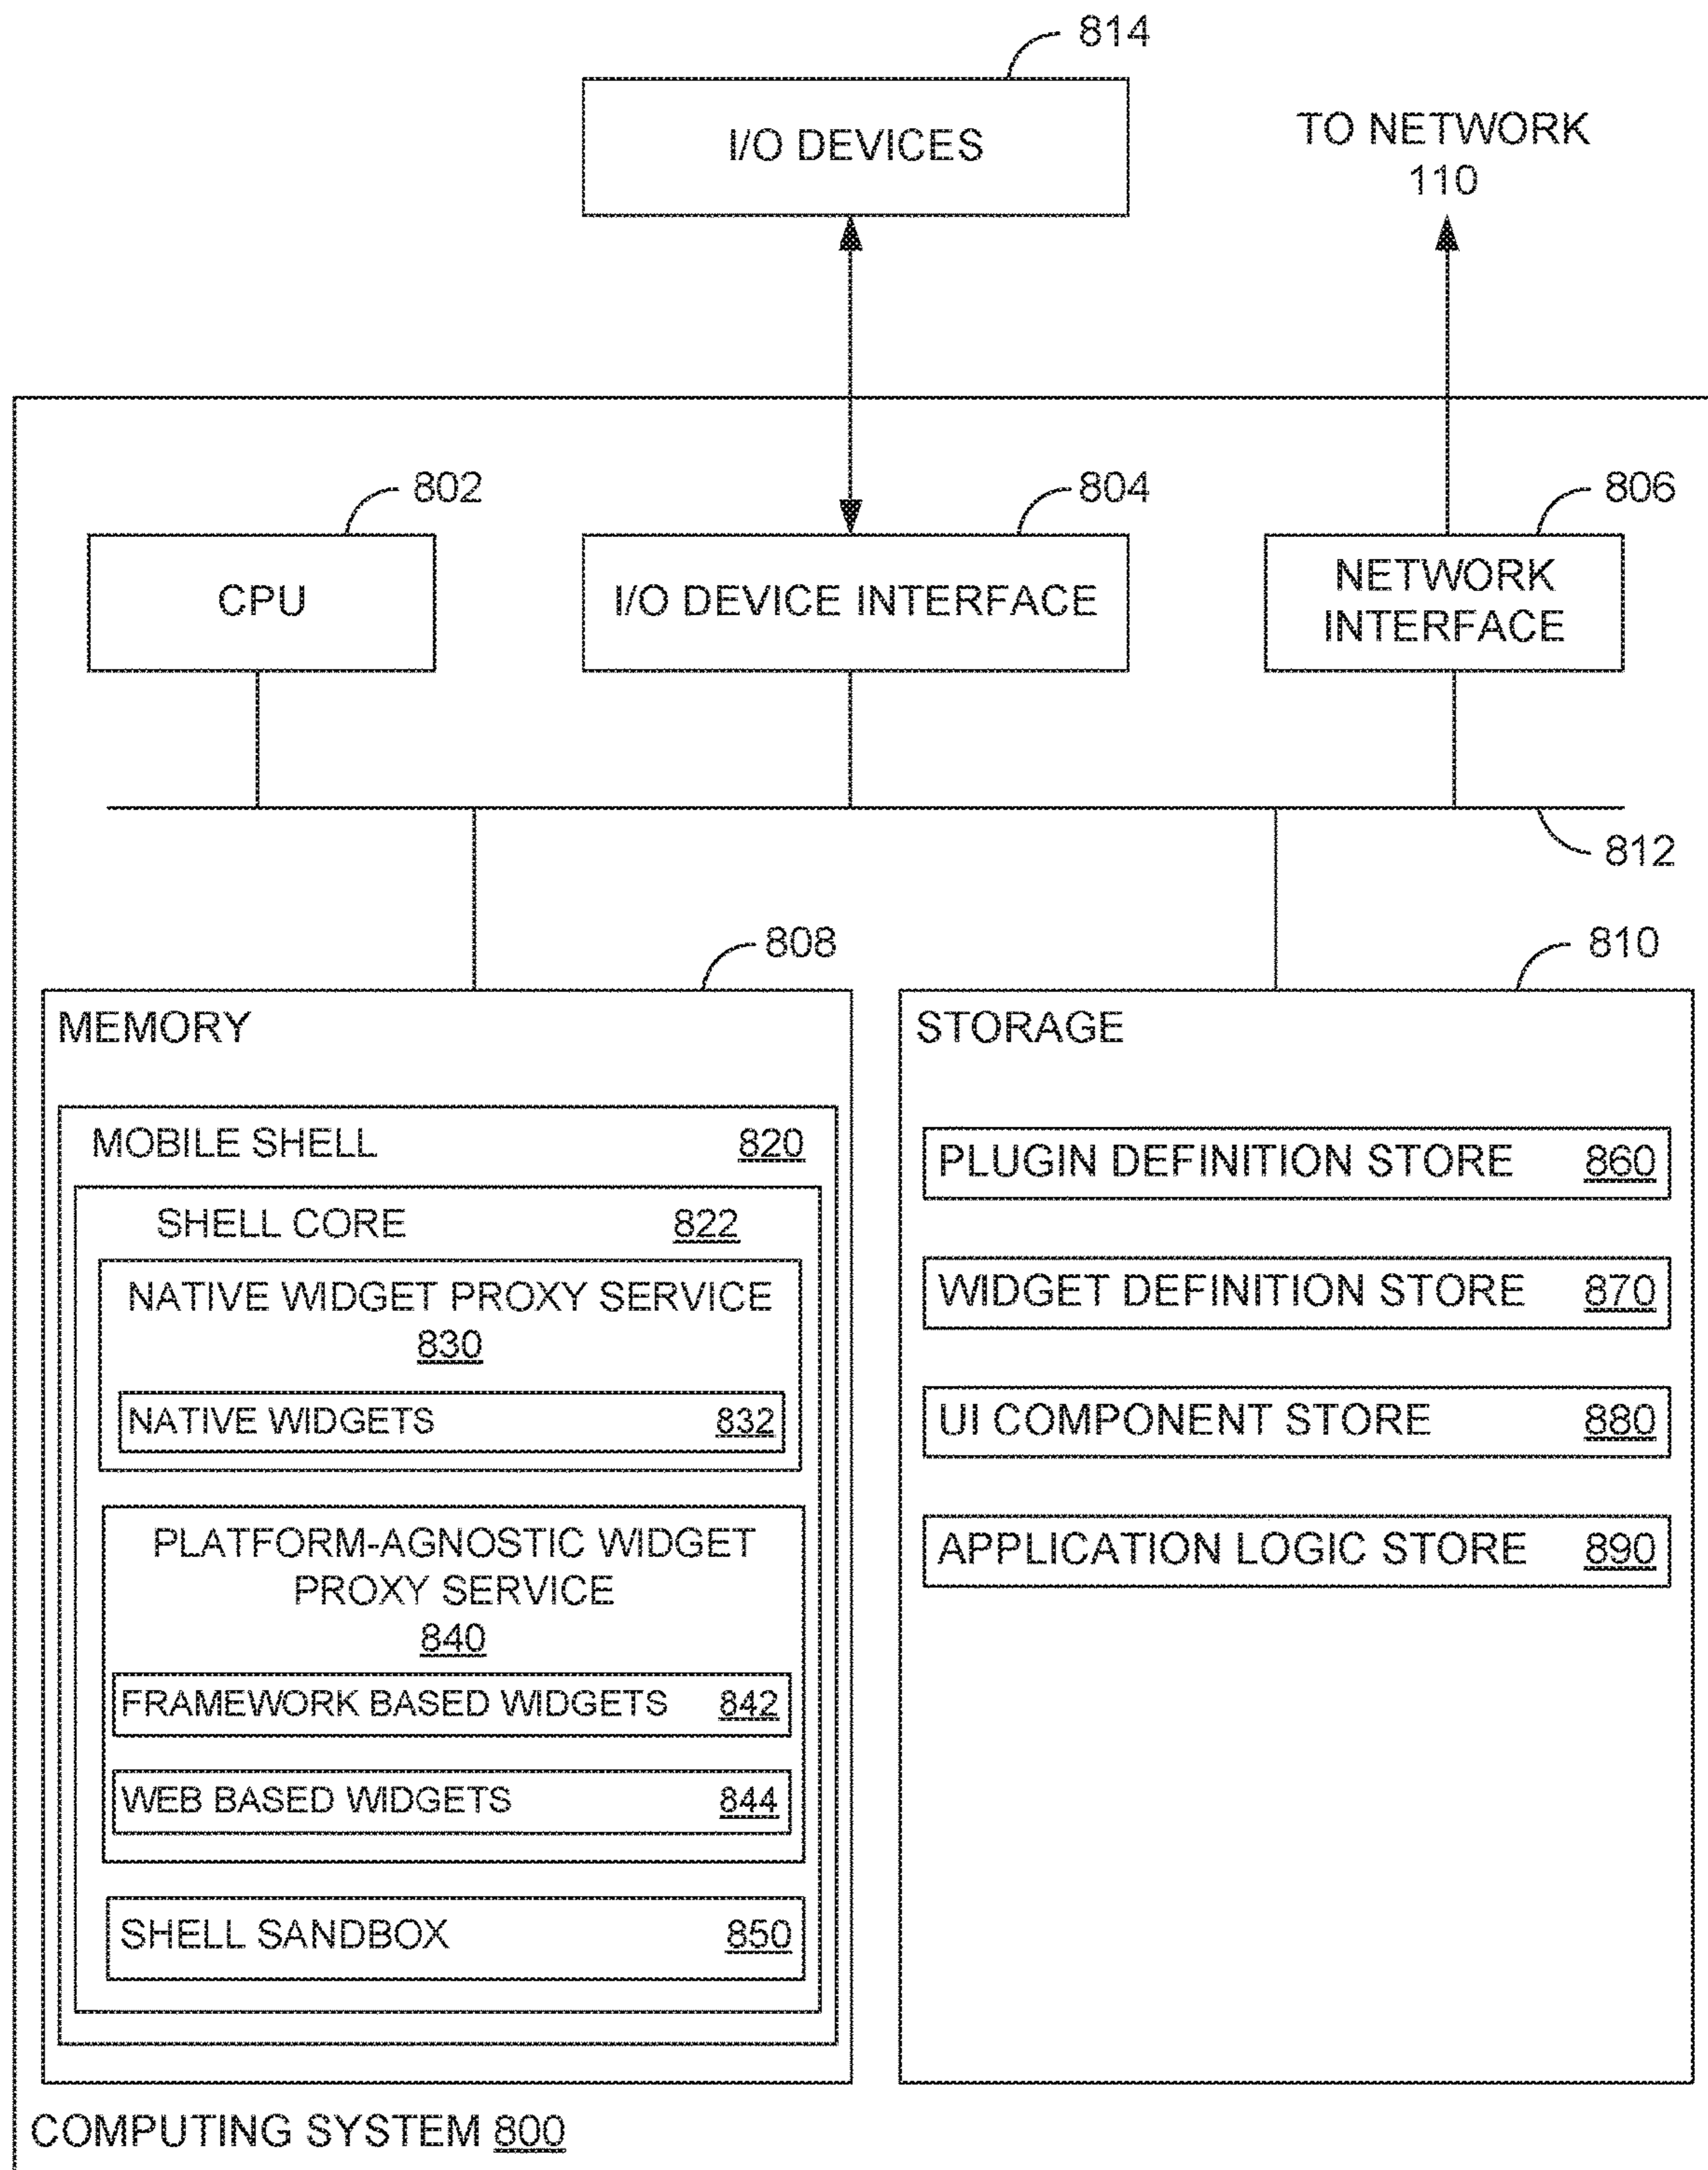 814
I/O DEVICES
TO NETWORK
110
802
804
806
CPU
I/O DEVICE INTERFACE
NETWORK
INTERFACE
812
808
810
MEMORY
MOBILE SHELL 820
SHELL CORE 822
NATIVE WIDGET PROXY SERVICE
830
NATIVE WIDGETS 832
PLATFORM-AGNOSTIC WIDGET
PROXY SERVICE
840
FRAMEWORK BASED WIDGETS 842
WEB BASED WIDGETS 844
SHELL SANDBOX 850
STORAGE
PLUGIN DEFINITION STORE 860
WIDGET DEFINITION STORE 870
UI COMPONENT STORE 880
APPLICATION LOGIC STORE 890
COMPUTING SYSTEM 800